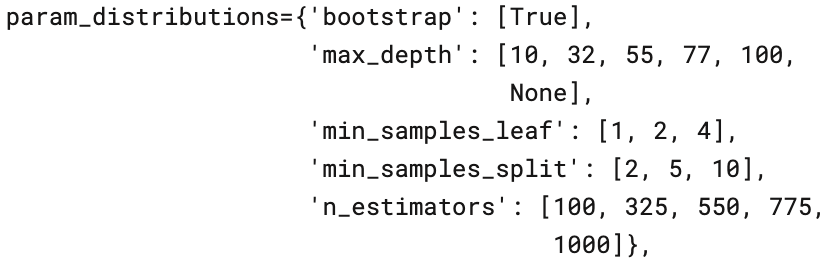 param_distributions={'bootstrap': [True],
'max_depth': [10, 32, 55, 77, 100,
None],
'min_samples_leaf': [1, 2, 4],
'min_samples_split': [2, 5, 10],
'n_estimators': [100, 325, 550, 775,
1000]},